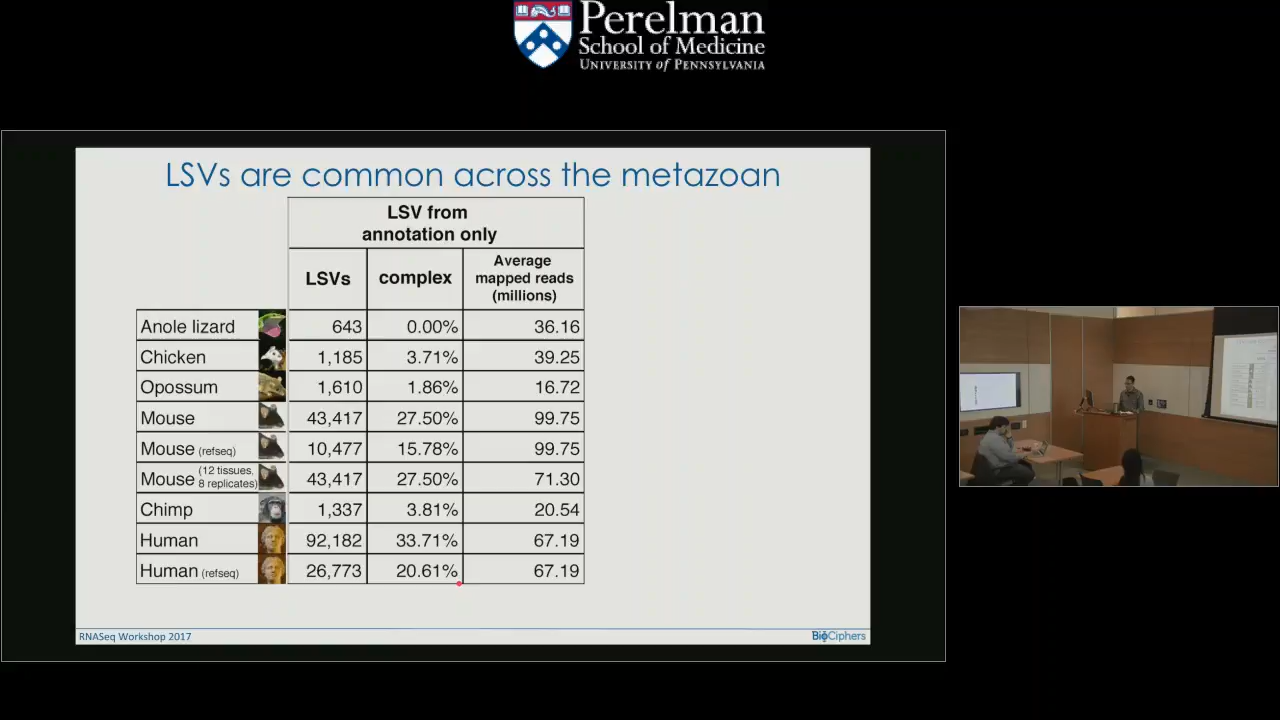 Perelman
School of Medicine
UNIVERSITY of PENNSYLVANIA
LSVs are common across the metazoan
LSV from
annotation only
LSVs complex Average mapped reads (millions)
Anole lizard 643 0.00% 36.16
Chicken 1,185 3.71% 39.25
Opossum 1,610 1.86% 16.72
Mouse 43,417 27.50% 99.75
Mouse (refseq) 10,477 15.78% 99.75
Mouse (12 tissues, 8 replicates) 43,417 27.50% 71.30
Chimp 1,337 3.81% 20.54
Human 92,182 33.71% 67.19
Human (refseq) 26,773 20.61% 67.19
RNASeq Workshop 2017
BioCiphers